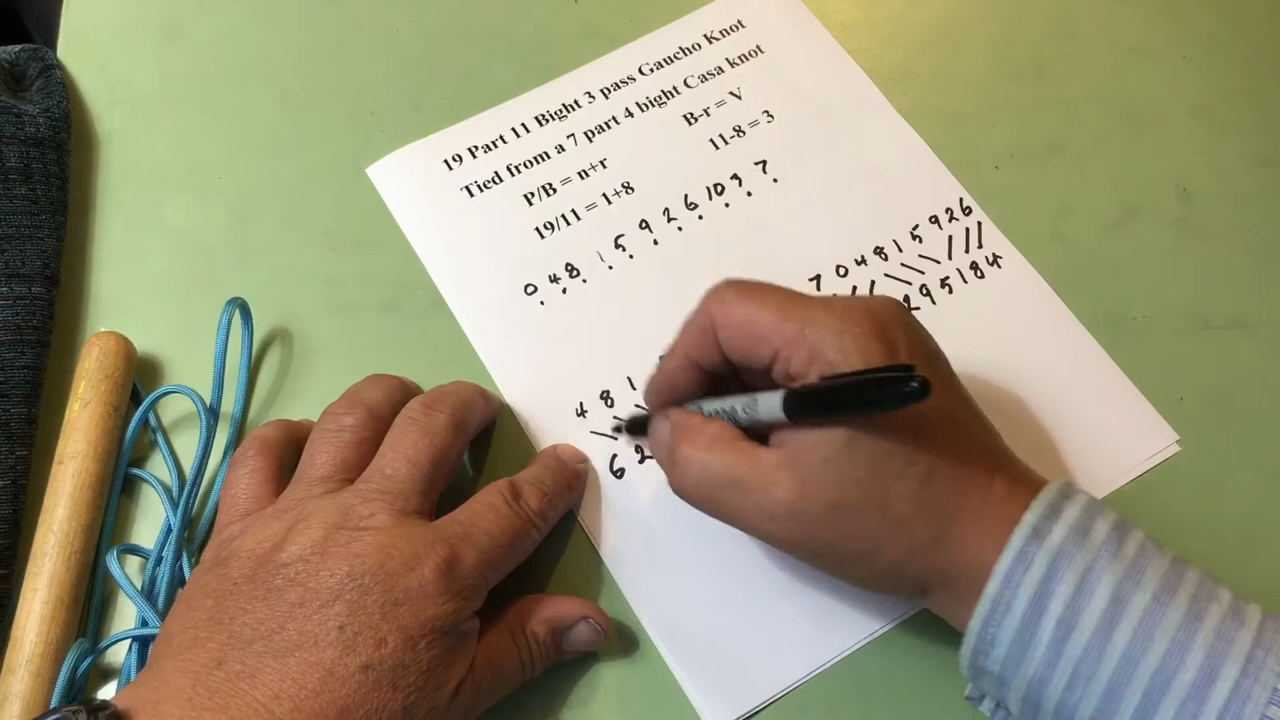 19 Part 11 Bight 3 pass Gaucho Knot
Tied from a 7 part 4 bight Casa knot
P/B = n+r
B-r = V
19/11 = 1+8
11-8 = 3
0 4 8 1 5 9 2 6 10 3 7
7 0 4 8 1 5 9 2 6
2 9 5 1 8 4
4 8 1
6 2